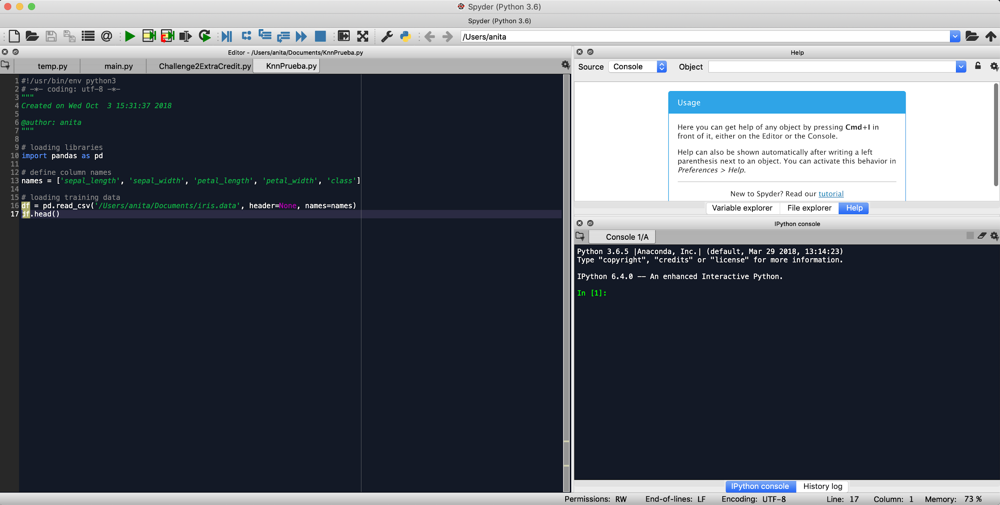 Spyder (Python 3.6)
Spyder (Python 3.6)
/Users/anita
Editor - /Users/anita/Documents/KnnPrueba.py
temp.py
main.py
Challenge2ExtraCredit.py
KnnPrueba.py
1 #!/usr/bin/env python3
2 # -*- coding: utf-8 -*-
3 """
4 Created on Wed Oct  3 15:31:37 2018
5
6 @author: anita
7 """
8
9 # loading libraries
10 import pandas as pd
11
12 # define column names
13 names = ['sepal_length', 'sepal_width', 'petal_length', 'petal_width', 'class']
14
15 # loading training data
16 df = pd.read_csv('/Users/anita/Documents/iris.data', header=None, names=names)
17 df.head()
Help
Source Console Object
Usage
Here you can get help of any object by pressing Cmd+I in
front of it, either on the Editor or the Console.
Help can also be shown automatically after writing a left
parenthesis next to an object. You can activate this behavior in
Preferences > Help.
New to Spyder? Read our tutorial
Variable explorer File explorer Help
IPython console
Console 1/A
Python 3.6.5 |Anaconda, Inc.| (default, Mar 29 2018, 13:14:23)
Type "copyright", "credits" or "license" for more information.
IPython 6.4.0 -- An enhanced Interactive Python.
In [1]:
IPython console History log
Permissions: RW End-of-lines: LF Encoding: UTF-8 Line: 17 Column: 1 Memory: 73 %